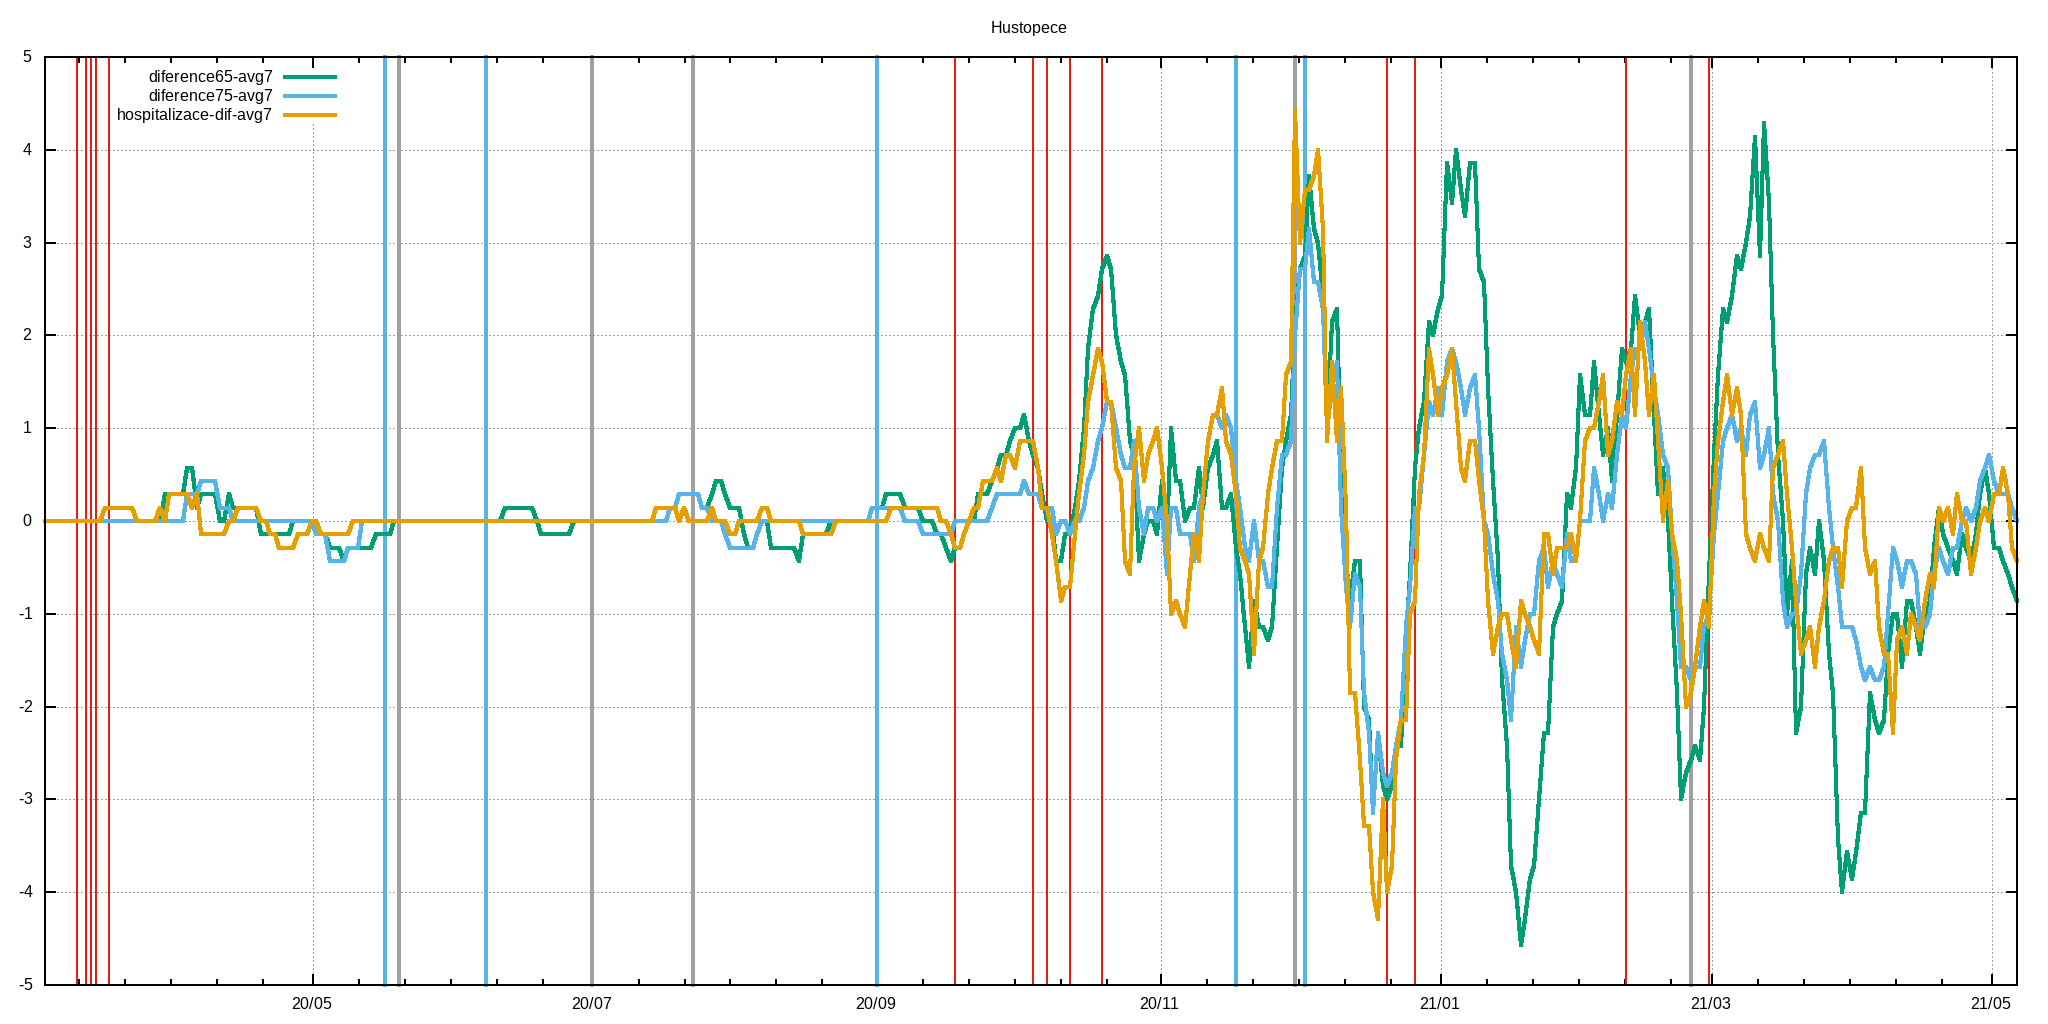 Hustopece
diference65-avg7
diference75-avg7
hospitalizace-dif-avg7
5
4
3
2
1
0
-1
-2
-3
-4
-5
20/05 20/07 20/09 20/11 21/01 21/03 21/05